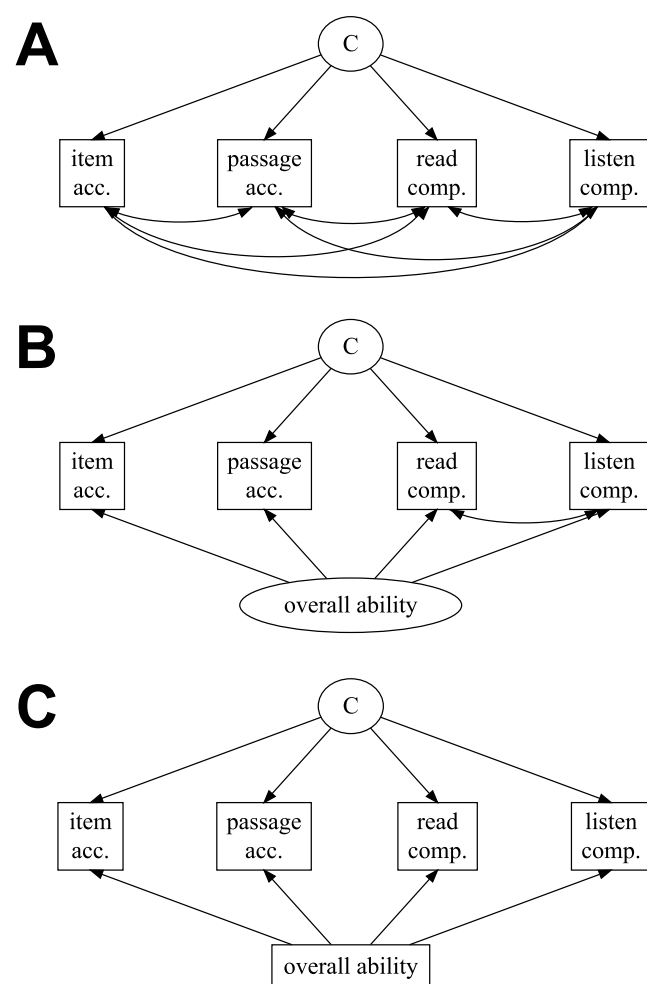 A
C
item
acc.
passage
acc.
read
comp.
listen
comp.
B
C
item
acc.
passage
acc.
read
comp.
listen
comp.
overall ability
C
C
item
acc.
passage
acc.
read
comp.
listen
comp.
overall ability